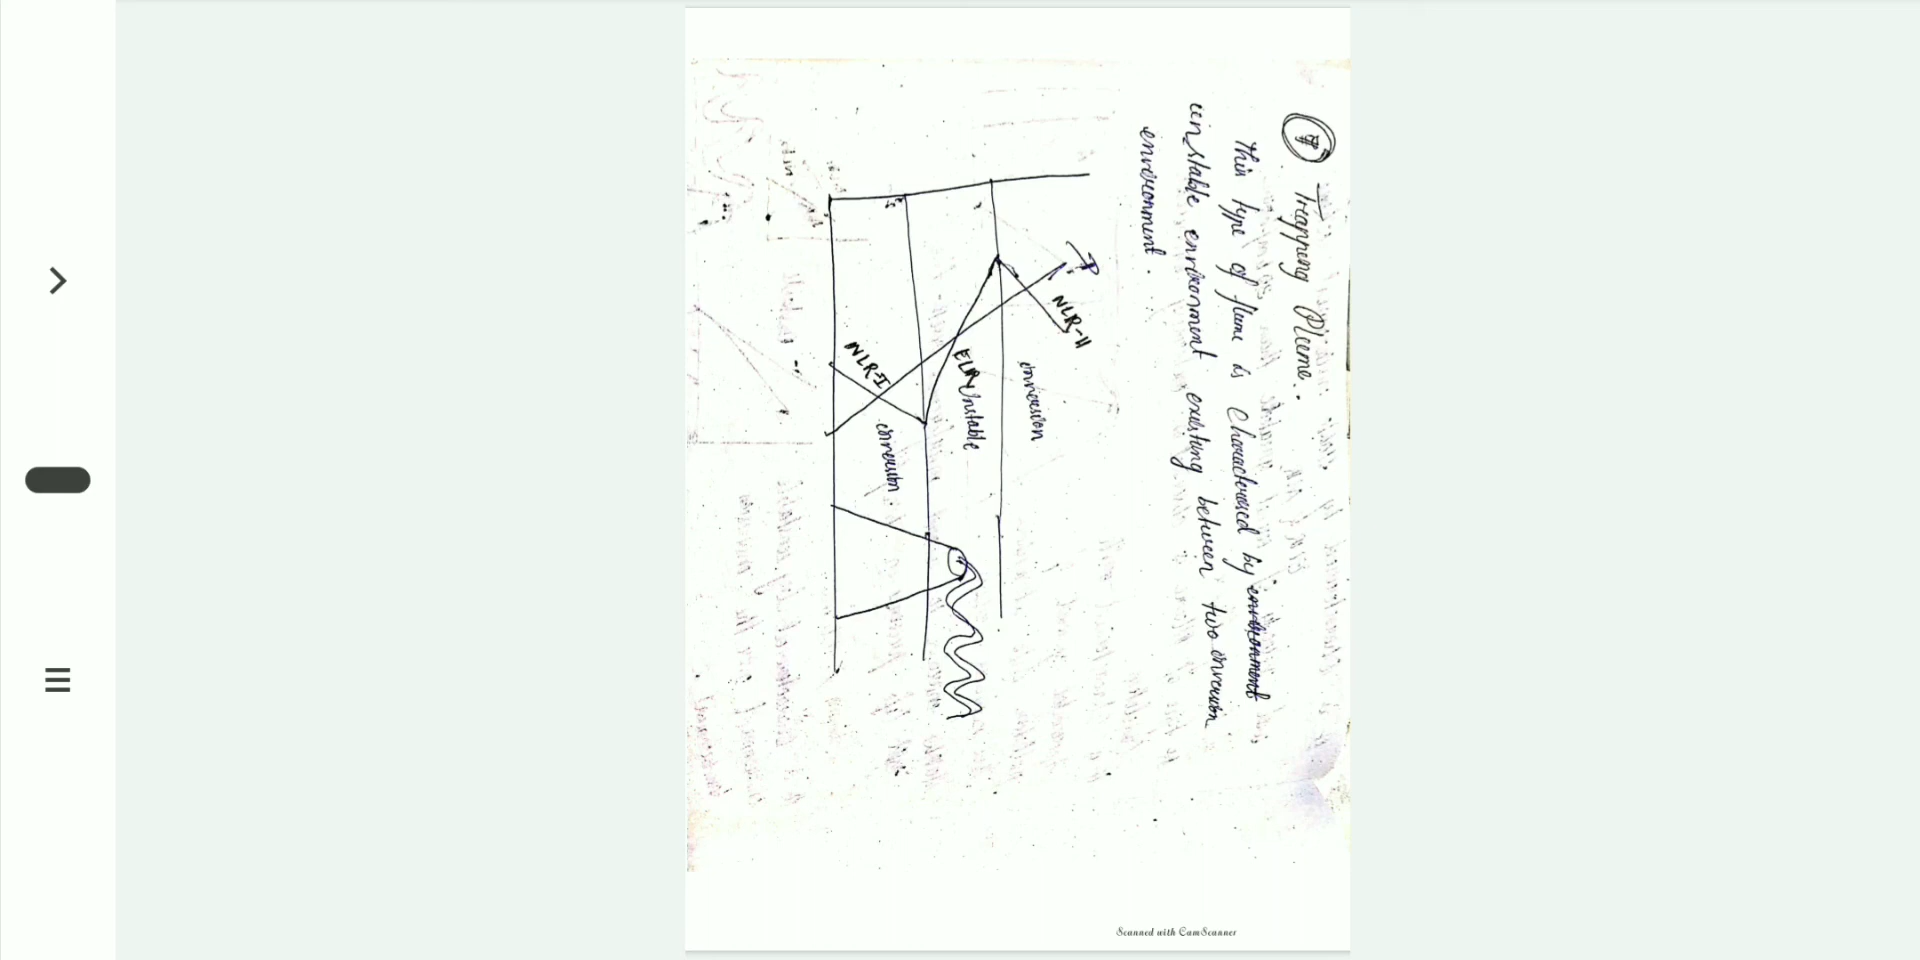 ⑦ Trapping Plume.
This type of flume is Characterised by environment
unstable environment existing between two inversion
environment.
NLR-II
inversion
ELR
Unstable
NLR-I
inversion.
Scanned with CamScanner